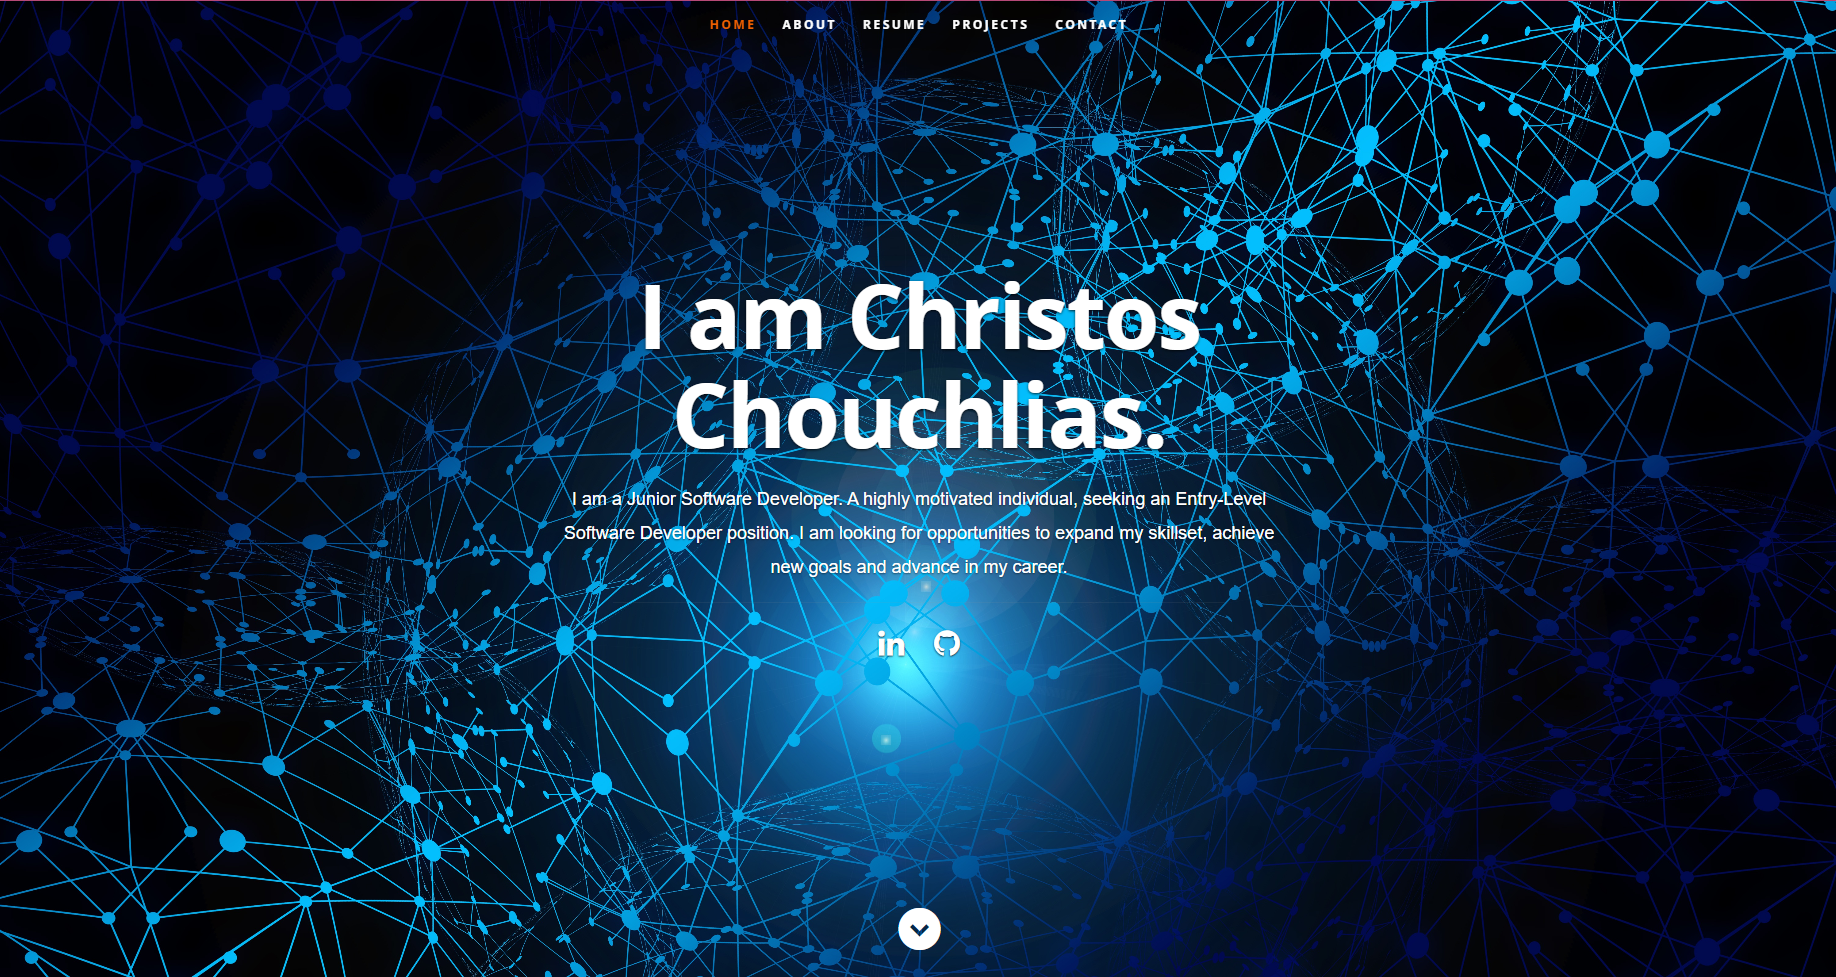 HOME ABOUT RESUME PROJECTS CONTACT
I am Christos
Chouchlias.
I am a Junior Software Developer. A highly motivated individual, seeking an Entry-Level
Software Developer position. I am looking for opportunities to expand my skillset, achieve
new goals and advance in my career.
in